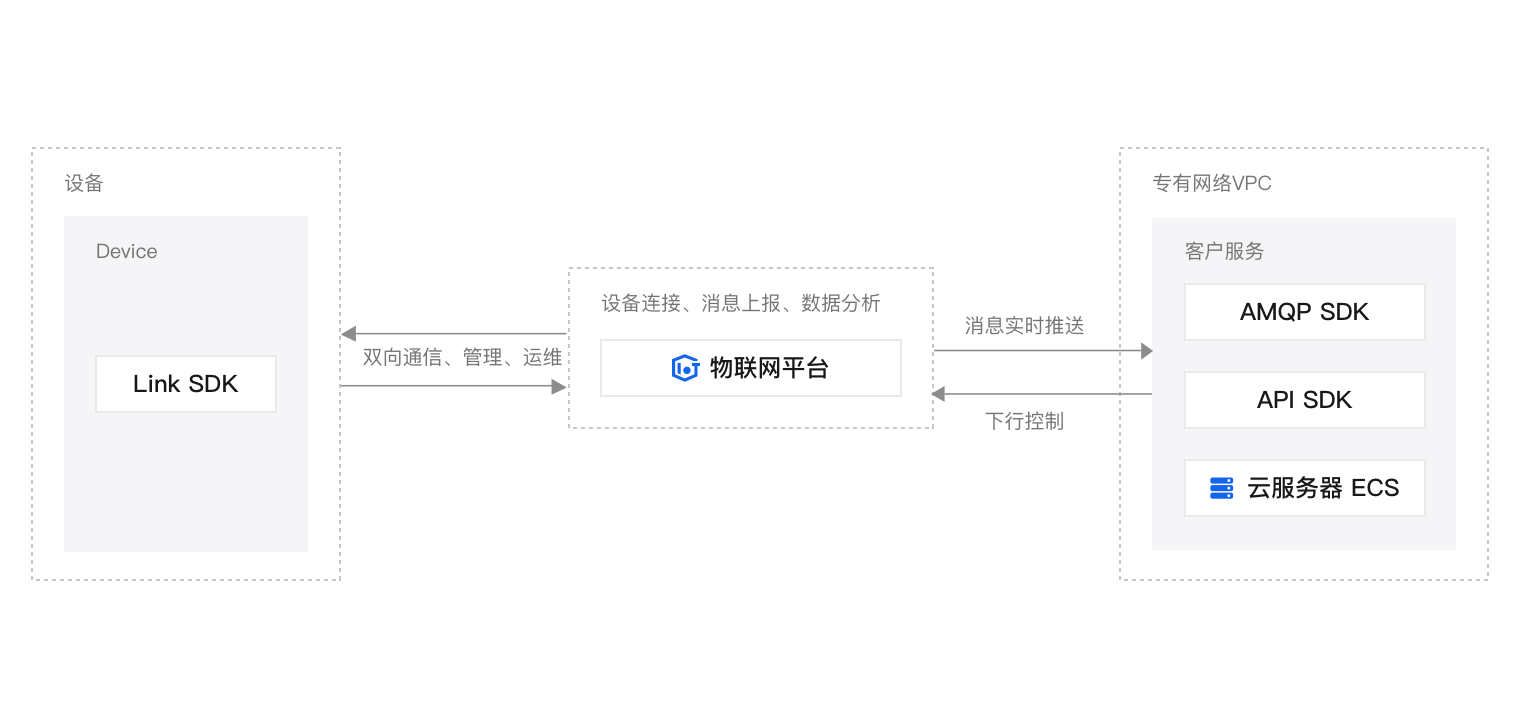 设备
Device
Link SDK
双向通信、管理、运维
设备连接、消息上报、数据分析
物联网平台
消息实时推送
下行控制
专有网络VPC
客户服务
AMQP SDK
API SDK
云服务器 ECS